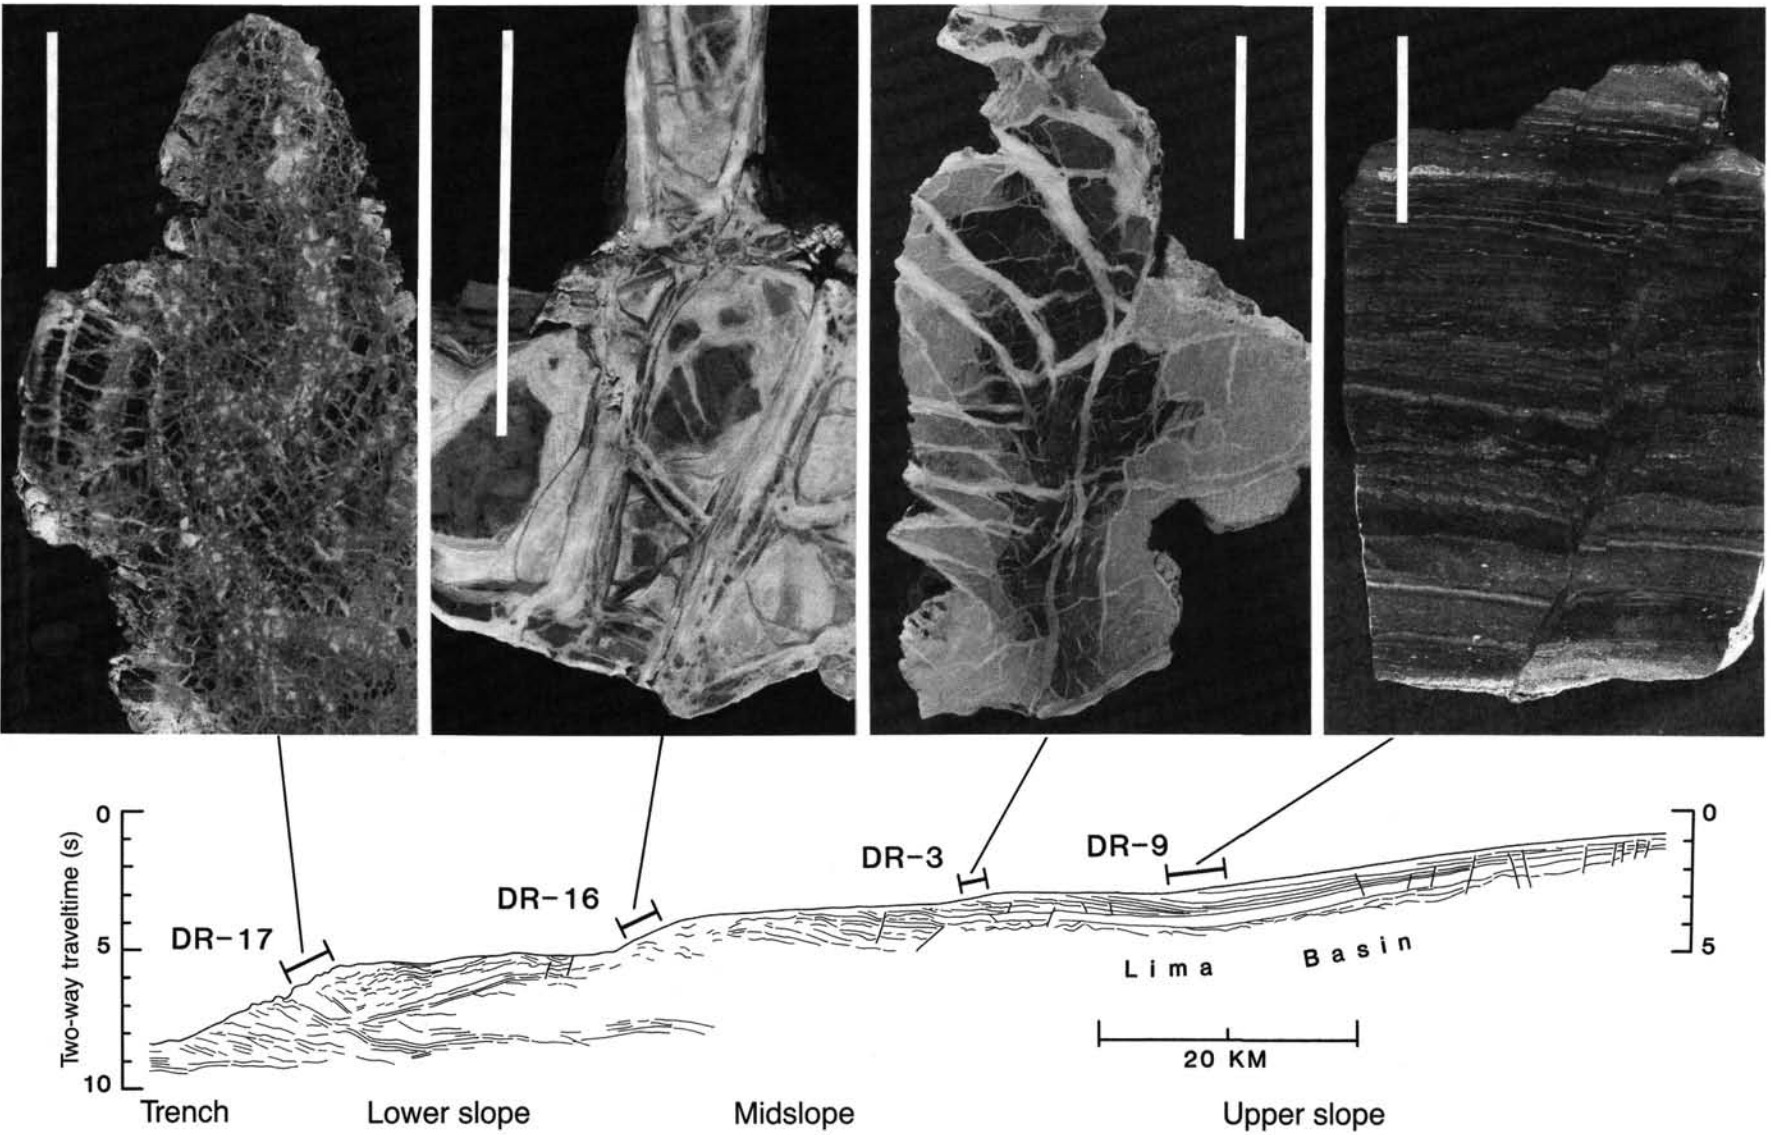 0
0
DR-3
DR-9
DR-16
DR-17
5
5
Lima Basin
Two-way traveltime (s)
20 KM
10
Trench
Lower slope
Midslope
Upper slope